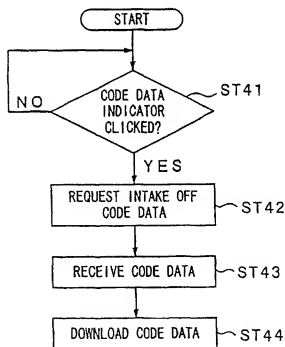 START
CODE DATA
INDICATOR
CLICKED?
ST41
NO
YES
REQUEST INTAKE OFF
CODE DATA
ST42
RECEIVE CODE DATA
ST43
DOWNLOAD CODE DATA
ST44